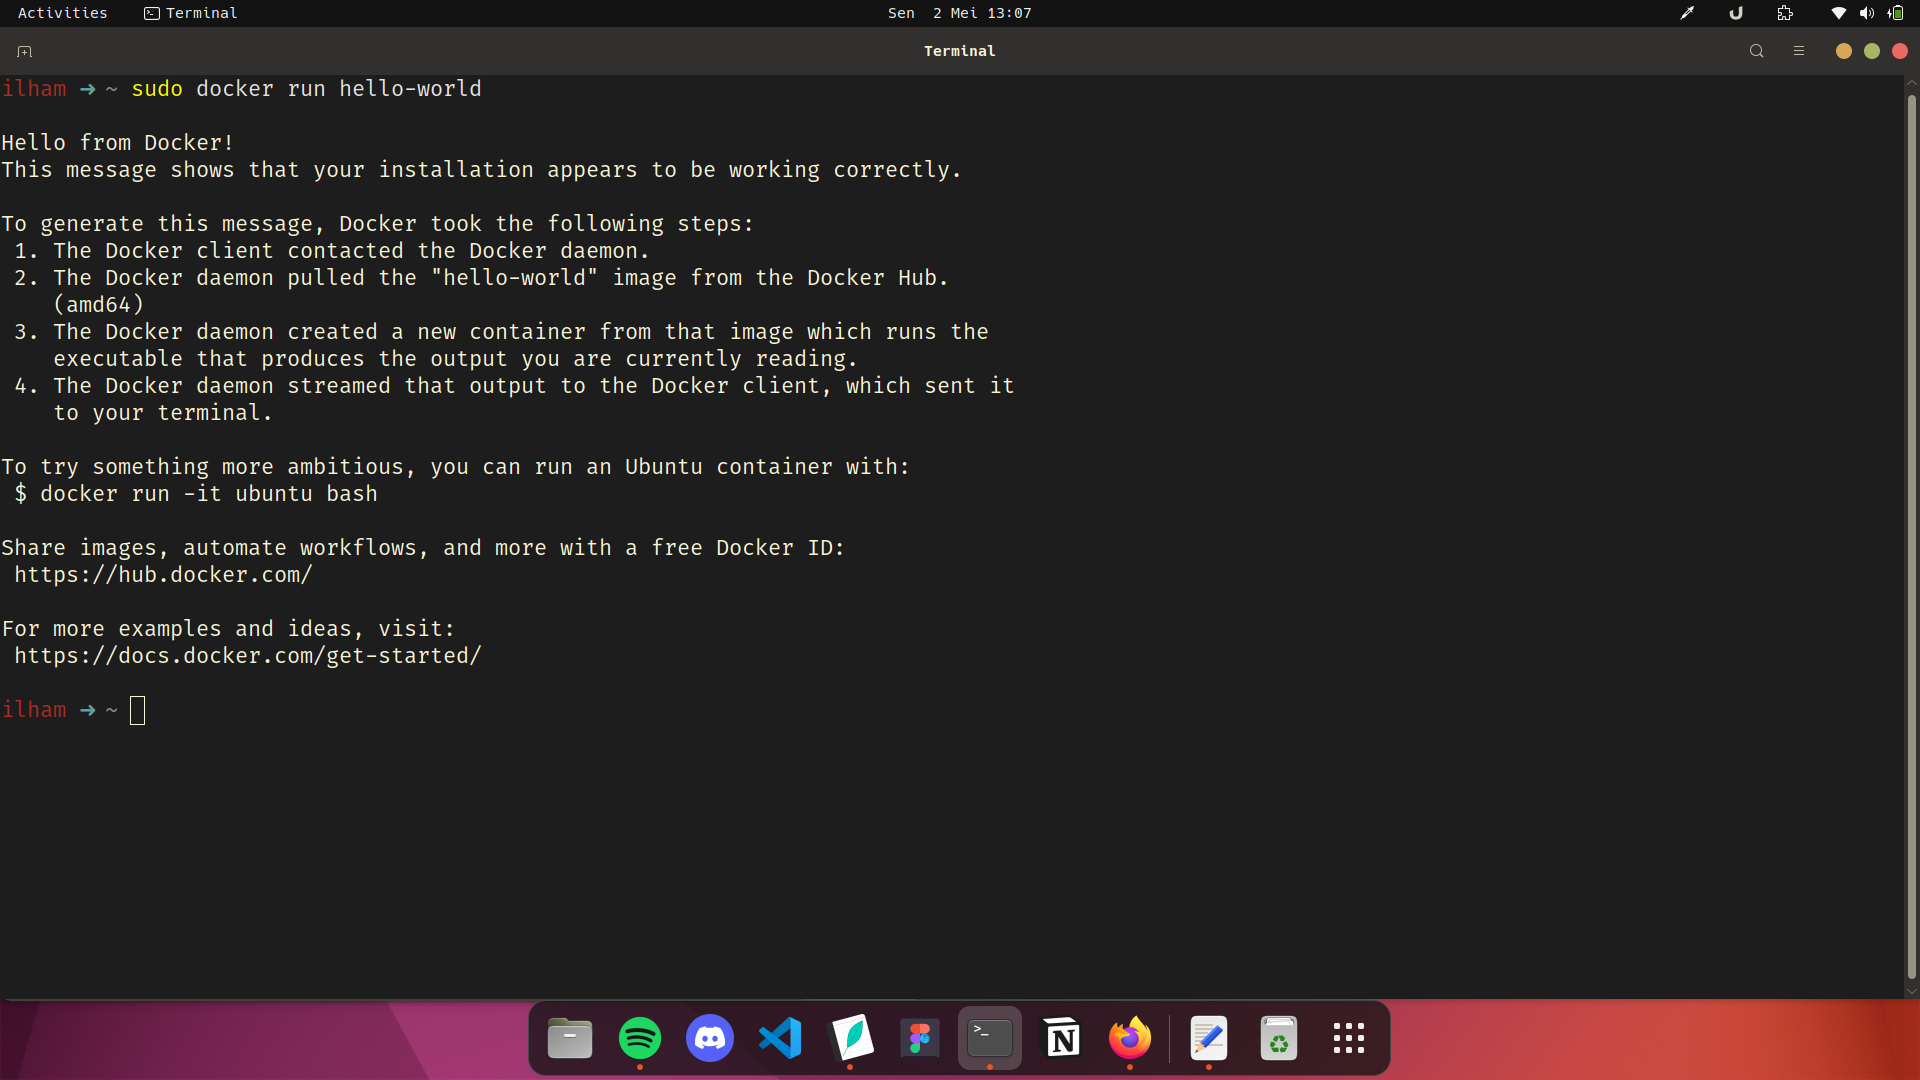 Activities Terminal Sen 2 Mei 13:07
Terminal
ilham ➜ ~ sudo docker run hello-world
Hello from Docker!
This message shows that your installation appears to be working correctly.
To generate this message, Docker took the following steps:
1. The Docker client contacted the Docker daemon.
2. The Docker daemon pulled the "hello-world" image from the Docker Hub.
(amd64)
3. The Docker daemon created a new container from that image which runs the
executable that produces the output you are currently reading.
4. The Docker daemon streamed that output to the Docker client, which sent it
to your terminal.
To try something more ambitious, you can run an Ubuntu container with:
$ docker run -it ubuntu bash
Share images, automate workflows, and more with a free Docker ID:
https://hub.docker.com/
For more examples and ideas, visit:
https://docs.docker.com/get-started/
ilham ➜ ~